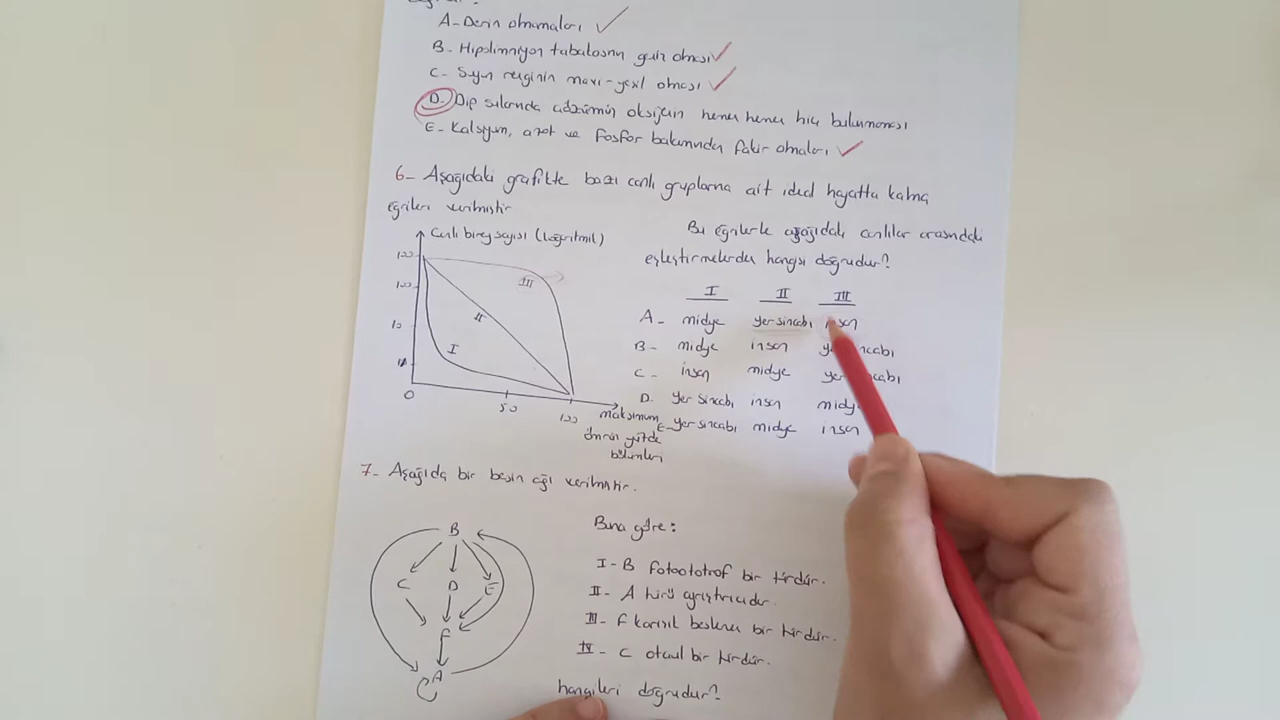 A- Derin olmamaları
B- Hipolimniyon tabakasının geniş olması
C- Suyun renginin mavi-yeşil olması
D- Dip sularında çözünmüş oksijenin hemen hemen hiç bulunmaması
E- Kalsiyum, azot ve fosfor bakımından fakir olmaları
6- Aşağıdaki grafikte bazı canlı gruplarına ait ideal hayatta kalma
eğrileri verilmiştir
Canlı birey sayısı (Logaritmik)
100
10
III
II
I
0
50
100
maksimum
ömrün yüzde
bölümleri
Bu eğrilerle aşağıdaki canlılar arasındaki
eşleştirmelerden hangisi doğrudur?
I II III
A- midye yer sincabı insan
B- midye insan
C- insan midye
D- yer sincabı insan
E- yer sincabı midye insan
7- Aşağıda bir besin ağı verilmiştir.
B
C D E
F
A
Buna göre:
I- B fotoototrof bir türdür.
II- A türü ayrıştırıcıdır.
III- F karışık beslenen bir türdür.
IV- C otçul bir türdür.
hangileri doğrudur?